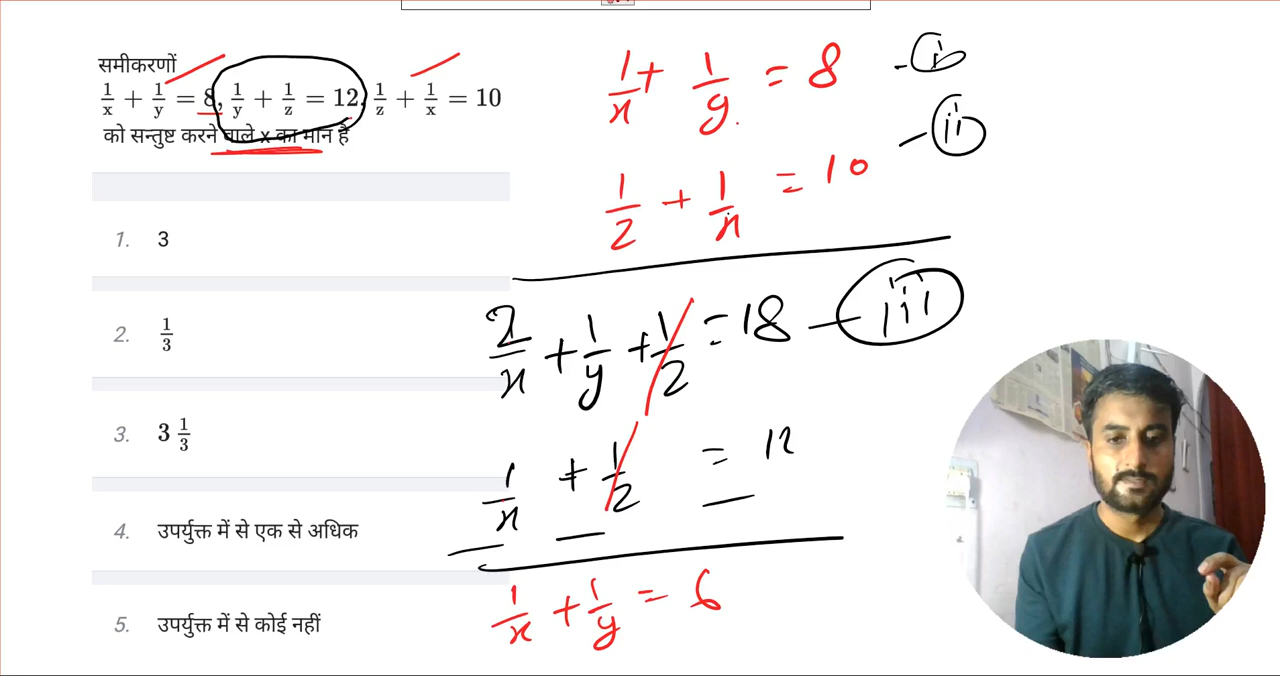 समीकरणों
1/x + 1/y = 8, 1/y + 1/z = 12, 1/z + 1/x = 10
को सन्तुष्ट करने वाले x का मान है
1. 3
2. 1/3
3. 3 1/3
4. उपर्युक्त में से एक से अधिक
5. उपर्युक्त में से कोई नहीं
1/x + 1/y = 8 - (i)
1/z + 1/x = 10 - (ii)
2/x + 1/y + 1/z = 18 - (iii)
1/x + 1/z = 12
1/x + 1/y = 6